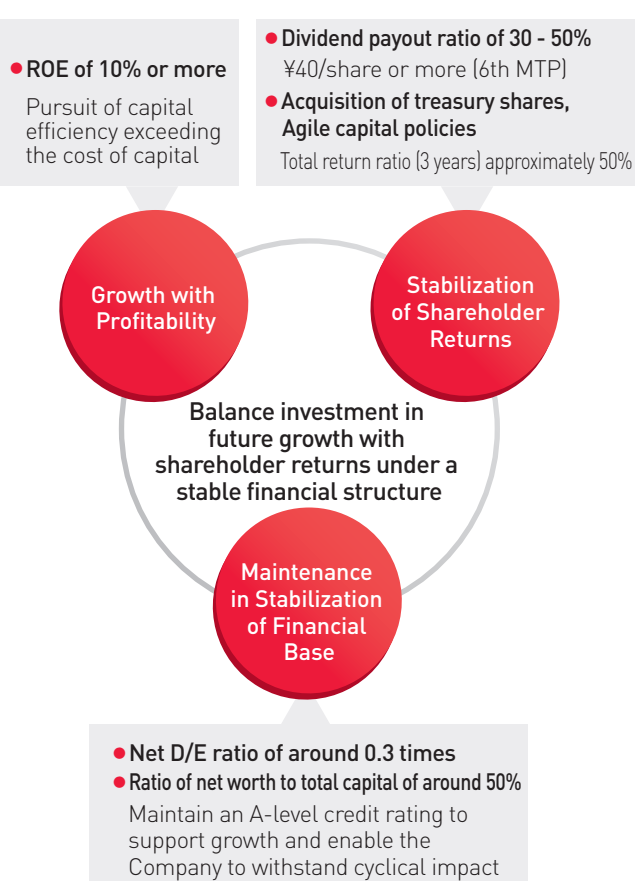 ● ROE of 10% or more
Pursuit of capital
efficiency exceeding
the cost of capital
● Dividend payout ratio of 30 - 50%
¥40/share or more (6th MTP)
● Acquisition of treasury shares,
Agile capital policies
Total return ratio (3 years) approximately 50%
Growth with
Profitability
Stabilization
of Shareholder
Returns
Balance investment in
future growth with
shareholder returns under a
stable financial structure
Maintenance
in Stabilization
of Financial
Base
● Net D/E ratio of around 0.3 times
● Ratio of net worth to total capital of around 50%
Maintain an A-level credit rating to
support growth and enable the
Company to withstand cyclical impact